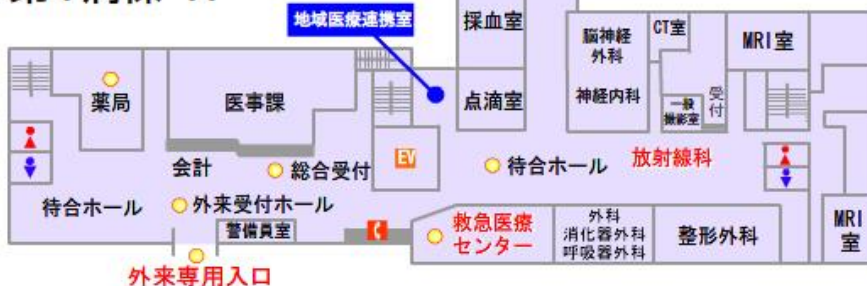 地域医療連携室
採血室
脳神経
外科
神経内科
CT室
MRI室
薬局
医事課
点滴室
一般
撮影室
受付
会計
総合受付
EV
待合ホール
放射線科
待合ホール
外来受付ホール
警備員室
救急医療
センター
外科
消化器外科
呼吸器外科
整形外科
MRI
室
外来専用入口